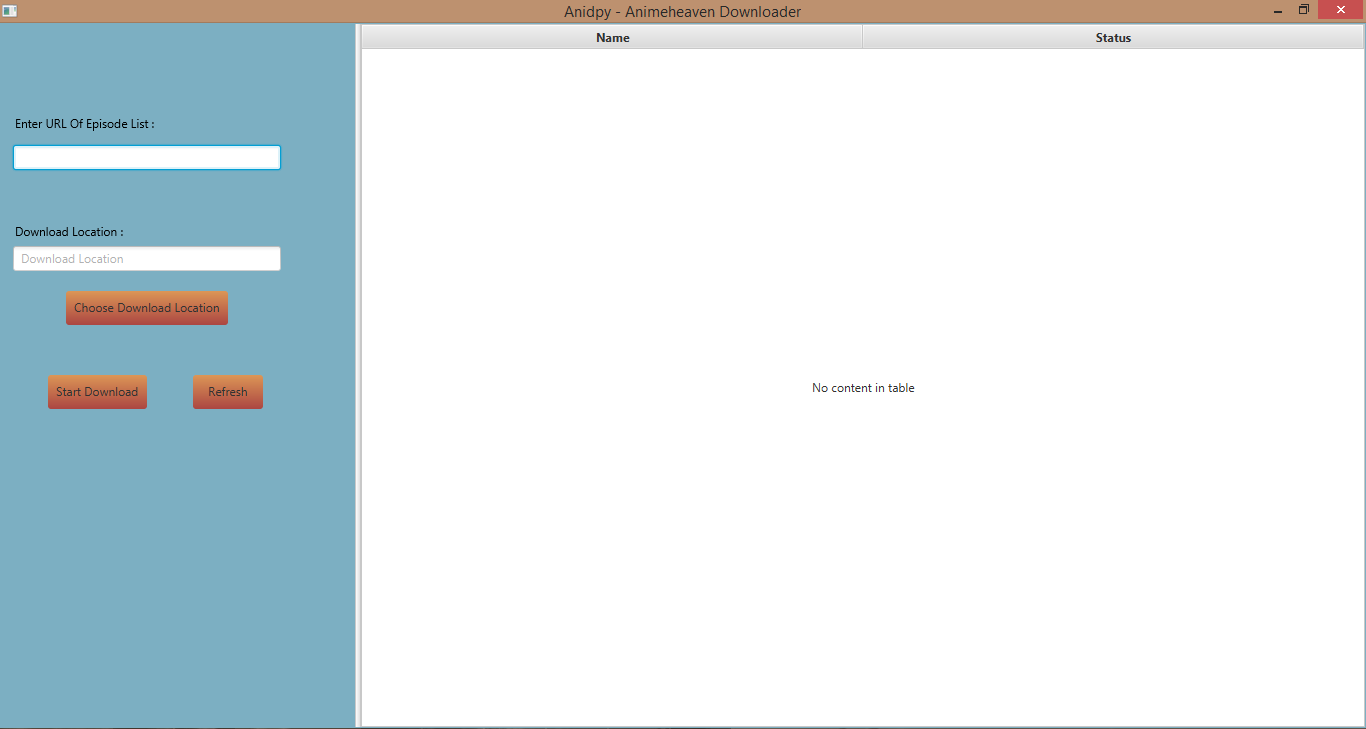 Anidpy - Animeheaven Downloader
Name Status
Enter URL Of Episode List :
Download Location :
Download Location
Choose Download Location
Start Download Refresh
No content in table